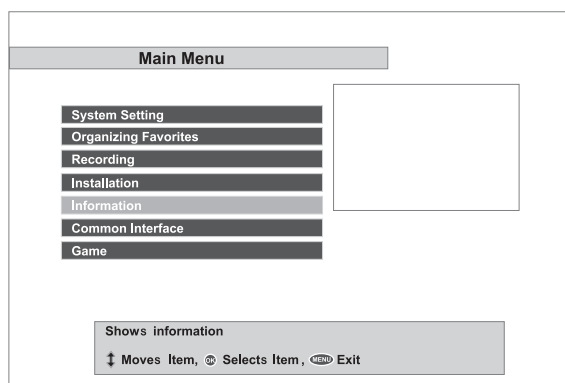 Main Menu
System Setting
Organizing Favorites
Recording
Installation
Information
Common Interface
Game
Shows information
↕ Moves Item, OK Selects Item, MENU Exit